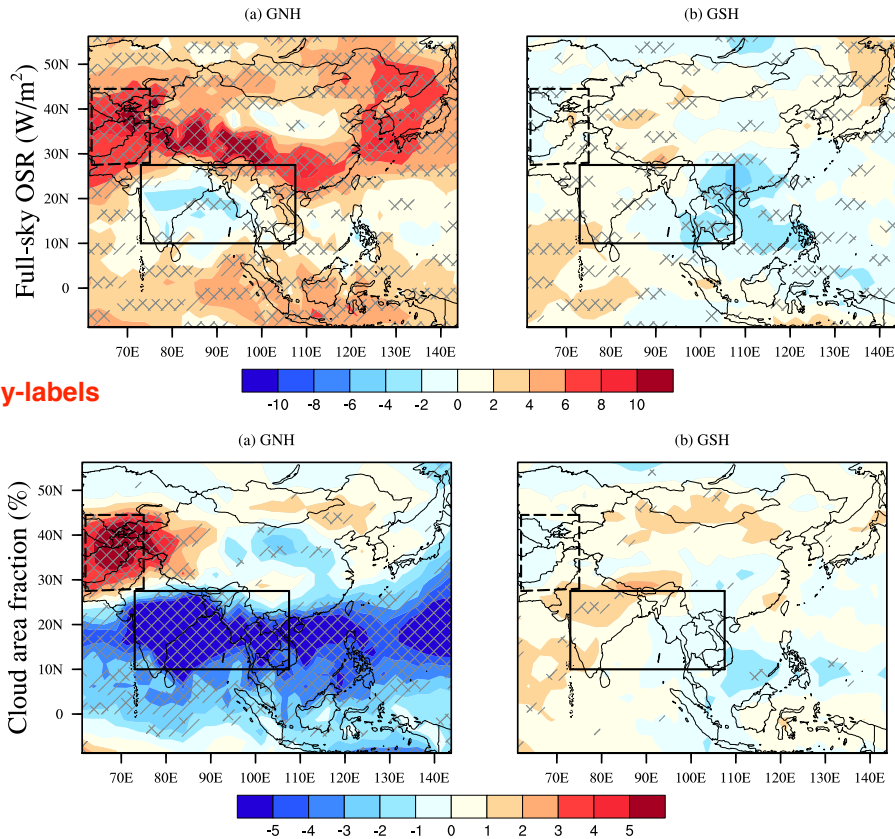 (a) GNH (b) GSH
Full-sky OSR (W/m²)
50N
40N
30N
20N
10N
0
70E 80E 90E 100E 110E 120E 130E 140E
70E 80E 90E 100E 110E 120E 130E 140E
y-labels
-10 -8 -6 -4 -2 0 2 4 6 8 10
(a) GNH (b) GSH
Cloud area fraction (%)
50N
40N
30N
20N
10N
0
70E 80E 90E 100E 110E 120E 130E 140E
70E 80E 90E 100E 110E 120E 130E 140E
-5 -4 -3 -2 -1 0 1 2 3 4 5